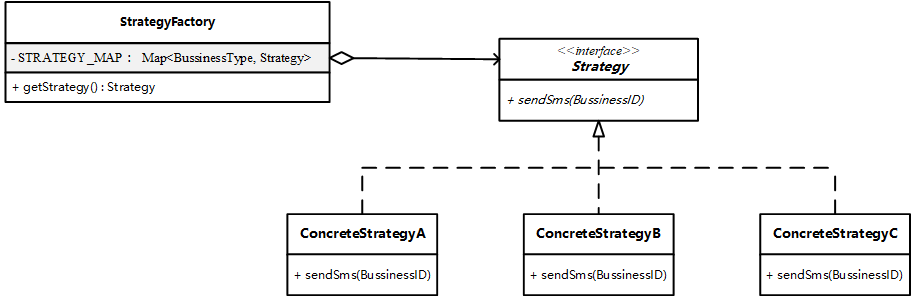 StrategyFactory
- STRATEGY_MAP : Map<BussinessType, Strategy>
+ getStrategy() : Strategy
<<interface>>
Strategy
+ sendSms(BussinessID)
ConcreteStrategyA
+ sendSms(BussinessID)
ConcreteStrategyB
+ sendSms(BussinessID)
ConcreteStrategyC
+ sendSms(BussinessID)